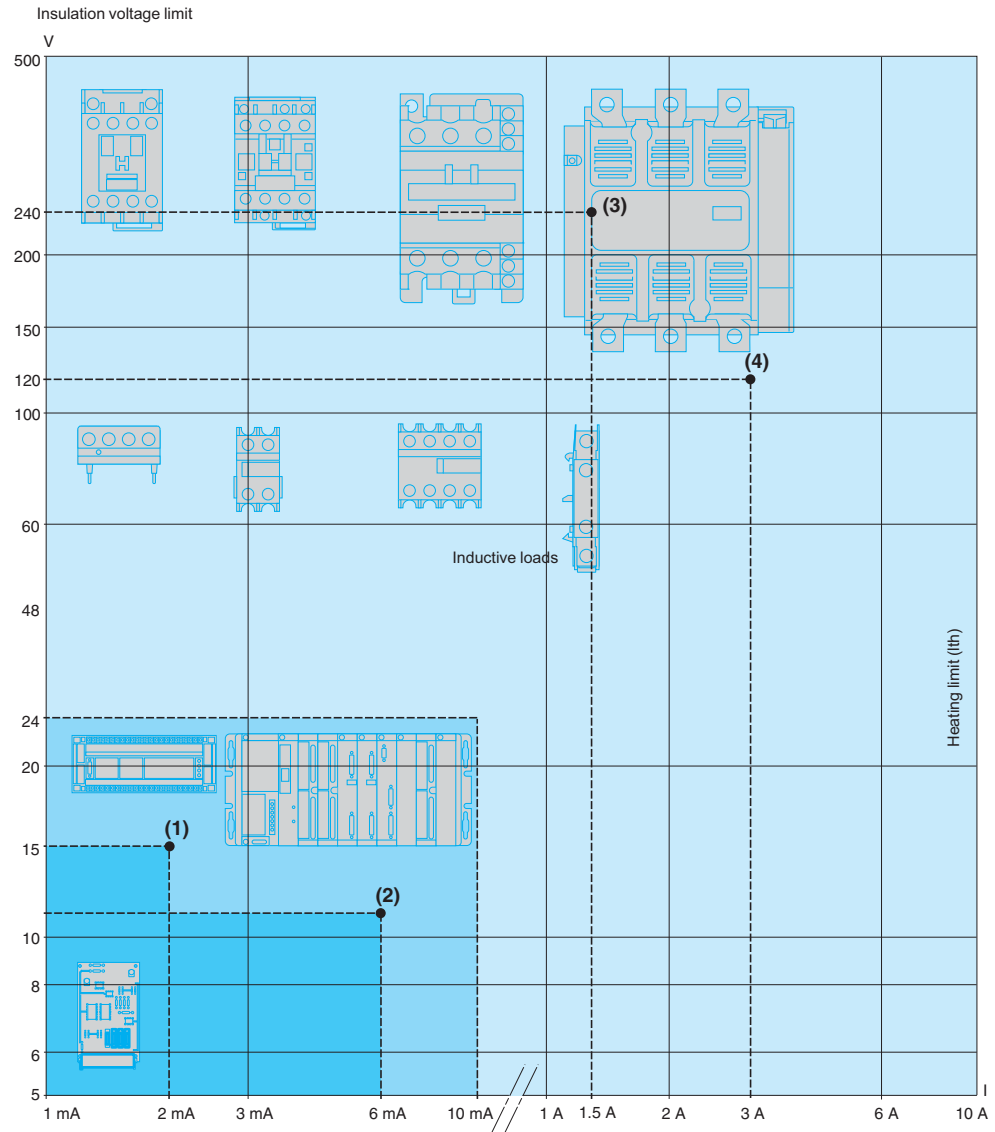 Insulation voltage limit
V
500
240
(3)
200
150
(4)
120
100
60
Inductive loads
48
Heating limit (Ith)
24
20
(1)
15
(2)
10
8
6
5
I
1 mA
2 mA
3 mA
6 mA
10 mA
1 A
1.5 A
2 A
3 A
6 A
10 A